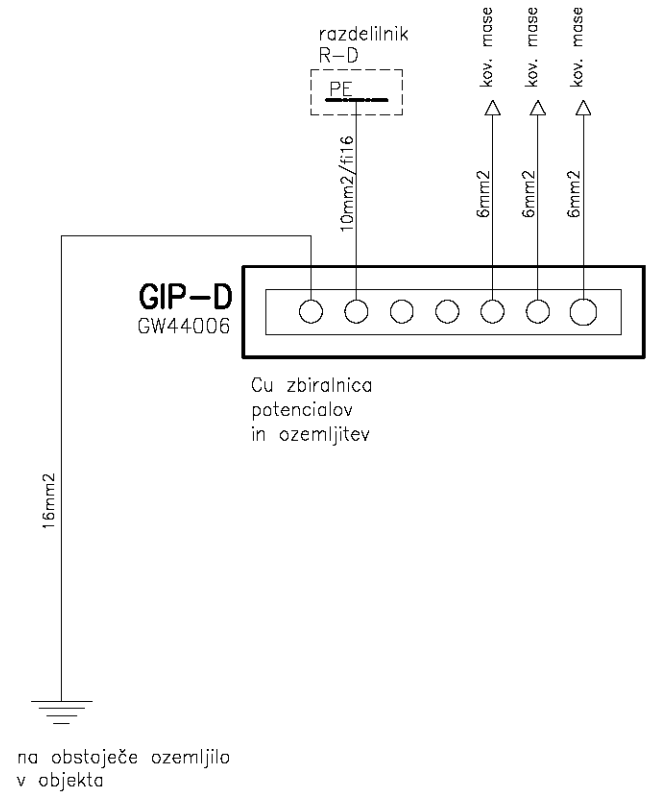 razdelilnik
R-D
PE
kov. mase
kov. mase
kov. mase
10mm2/fi16
6mm2
6mm2
6mm2
GIP-D
GW44006
Cu zbiralnica
potencialov
in ozemljitev
16mm2
na obstoječe ozemljilo
v objekta